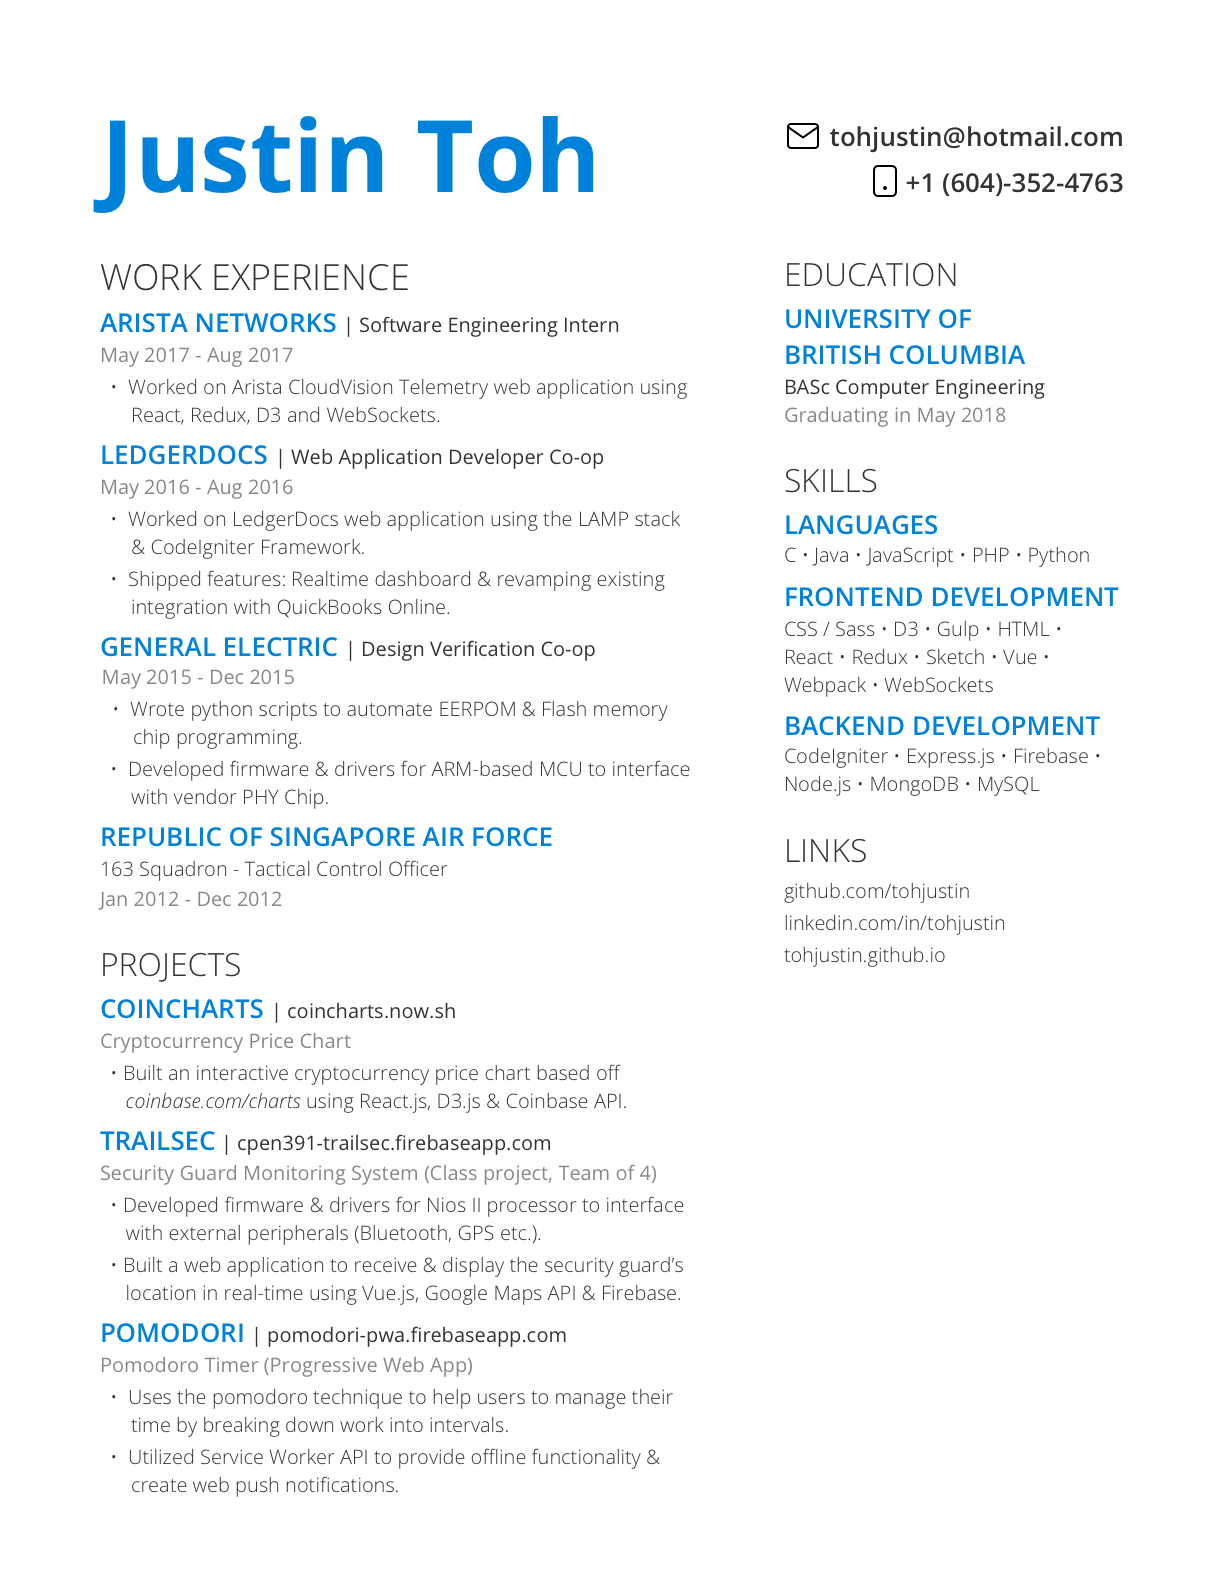 Justin Toh
tohjustin@hotmail.com
+1 (604)-352-4763
WORK EXPERIENCE
ARISTA NETWORKS | Software Engineering Intern
May 2017 - Aug 2017
• Worked on Arista CloudVision Telemetry web application using
React, Redux, D3 and WebSockets.
LEDGERDOCS | Web Application Developer Co-op
May 2016 - Aug 2016
• Worked on LedgerDocs web application using the LAMP stack
& CodeIgniter Framework.
• Shipped features: Realtime dashboard & revamping existing
integration with QuickBooks Online.
GENERAL ELECTRIC | Design Verification Co-op
May 2015 - Dec 2015
• Wrote python scripts to automate EERPOM & Flash memory
chip programming.
• Developed firmware & drivers for ARM-based MCU to interface
with vendor PHY Chip.
REPUBLIC OF SINGAPORE AIR FORCE
163 Squadron - Tactical Control Officer
Jan 2012 - Dec 2012
PROJECTS
COINCHARTS | coincharts.now.sh
Cryptocurrency Price Chart
• Built an interactive cryptocurrency price chart based off
coinbase.com/charts using React.js, D3.js & Coinbase API.
TRAILSEC | cpen391-trailsec.firebaseapp.com
Security Guard Monitoring System (Class project, Team of 4)
• Developed firmware & drivers for Nios II processor to interface
with external peripherals (Bluetooth, GPS etc.).
• Built a web application to receive & display the security guard’s
location in real-time using Vue.js, Google Maps API & Firebase.
POMODORI | pomodori-pwa.firebaseapp.com
Pomodoro Timer (Progressive Web App)
• Uses the pomodoro technique to help users to manage their
time by breaking down work into intervals.
• Utilized Service Worker API to provide offline functionality &
create web push notifications.
EDUCATION
UNIVERSITY OF
BRITISH COLUMBIA
BASc Computer Engineering
Graduating in May 2018
SKILLS
LANGUAGES
C • Java • JavaScript • PHP • Python
FRONTEND DEVELOPMENT
CSS / Sass • D3 • Gulp • HTML •
React • Redux • Sketch • Vue •
Webpack • WebSockets
BACKEND DEVELOPMENT
CodeIgniter • Express.js • Firebase •
Node.js • MongoDB • MySQL
LINKS
github.com/tohjustin
linkedin.com/in/tohjustin
tohjustin.github.io